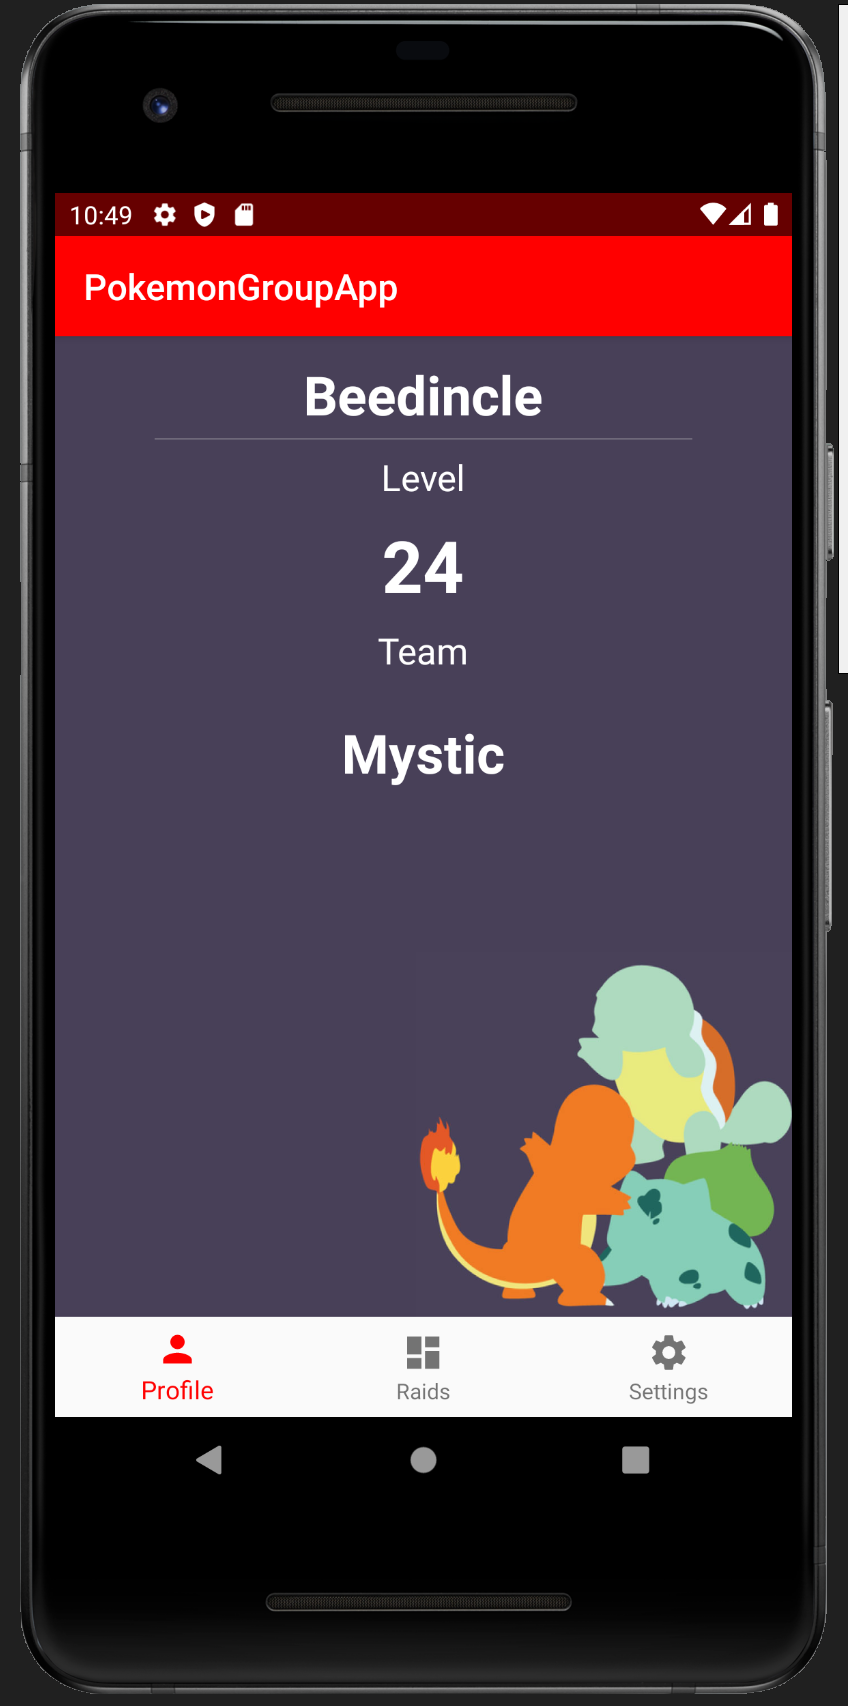 10:49
PokemonGroupApp
Beedincle
Level
24
Team
Mystic
Profile
Raids
Settings